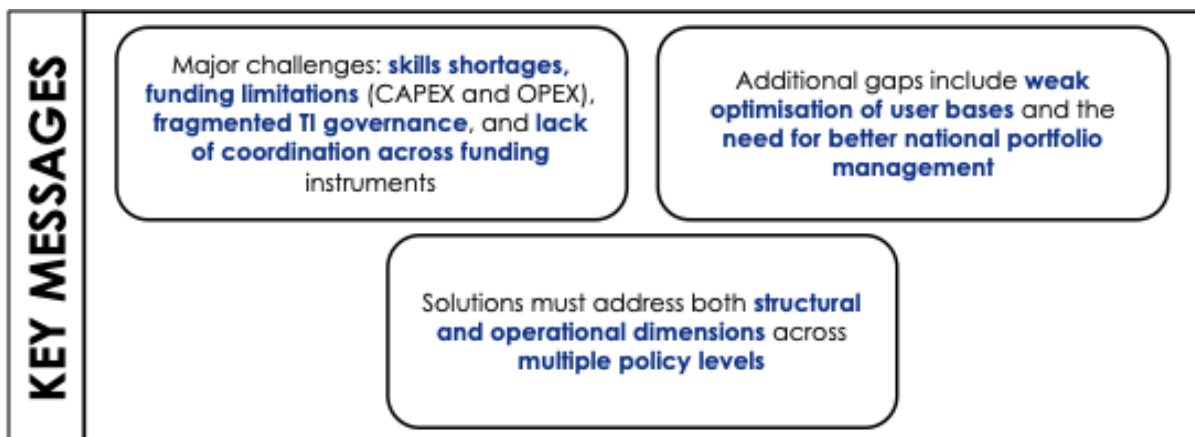 KEY MESSAGES
Major challenges: skills shortages,
funding limitations (CAPEX and OPEX),
fragmented TI governance, and lack
of coordination across funding
instruments
Additional gaps include weak
optimisation of user bases and the
need for better national portfolio
management
Solutions must address both structural
and operational dimensions across
multiple policy levels